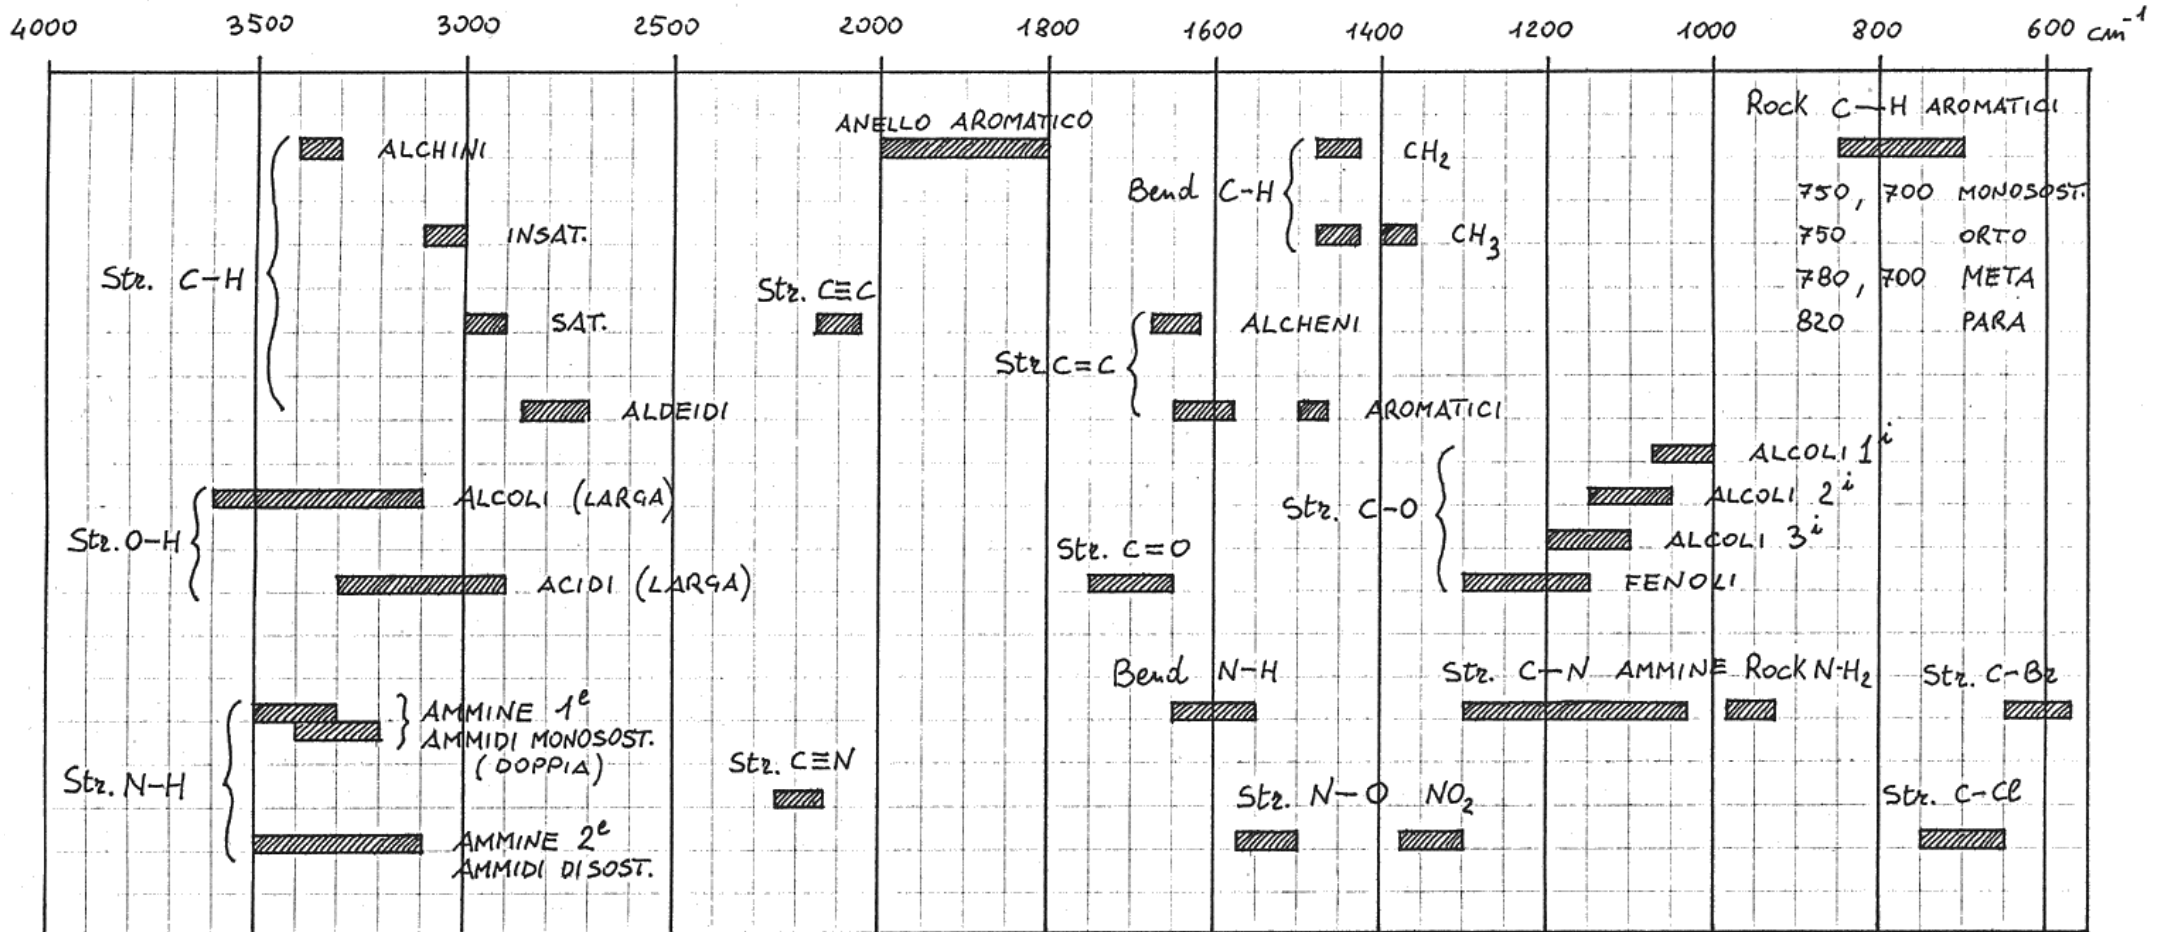 4000 3500 3000 2500 2000 1800 1600 1400 1200 1000 800 600 cm⁻¹
Rock C—H AROMATICI
ANELLO AROMATICO
ALCHINI
Bend C-H
CH₂
750, 700 MONOSOST.
INSAT.
CH₃
750 ORTO
Str. C-H
780, 700 META
Str. C≡C
SAT.
ALCHENI
820 PARA
Str C=C
ALDEIDI
AROMATICI
ALCOLI 1ⁱ
ALCOLI (LARGA)
Str. C-O
ALCOLI 2ⁱ
Str. O-H
Str. C=O
ALCOLI 3ⁱ
ACIDI (LARGA)
FENOLI
Bend N-H
Str. C-N AMMINE
Rock N-H₂
Str. C-Br
AMMINE 1ᵉ
AMMIDI MONOSOST.
(DOPPIA)
Str. N-H
Str. C≡N
Str. N-O NO₂
Str. C-Cl
AMMINE 2ᵉ
AMMIDI DISOST.